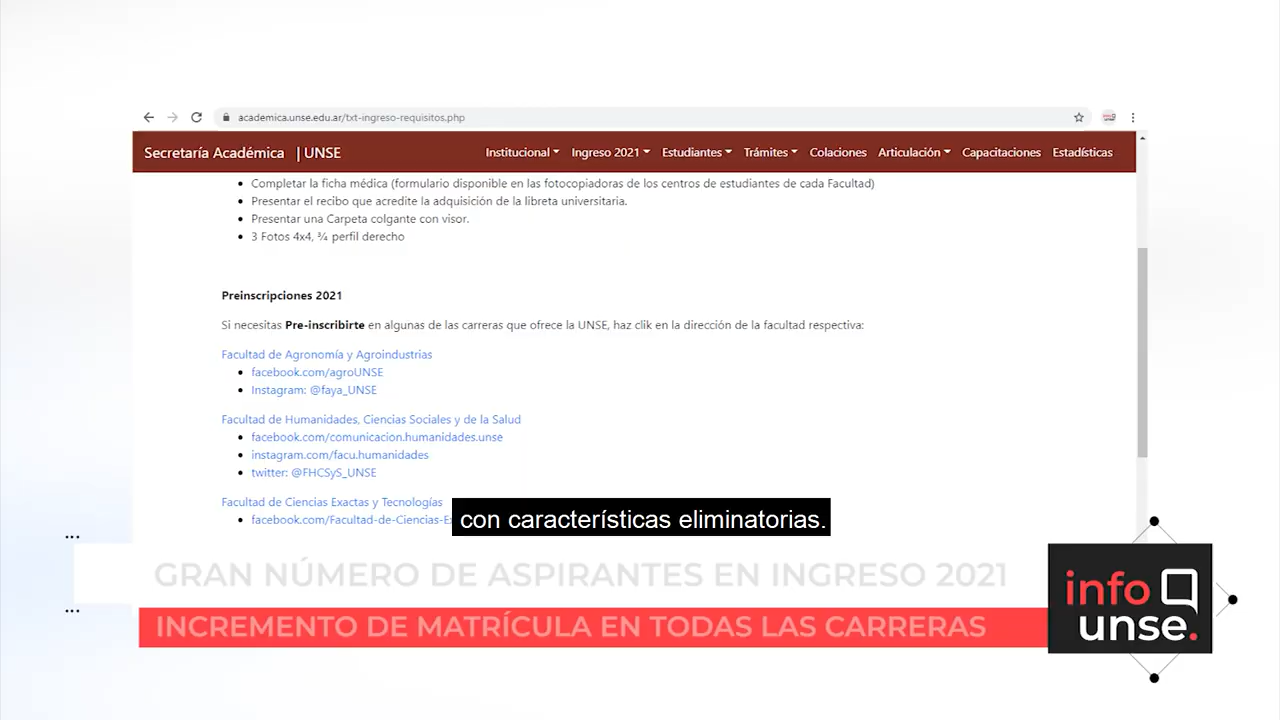 academica.unse.edu.ar/txt-ingreso-requisitos.php
Secretaría Académica | UNSE
Institucional Ingreso 2021 Estudiantes Trámites Colaciones Articulación Capacitaciones Estadísticas
Completar la ficha médica (formulario disponible en las fotocopiadoras de los centros de estudiantes de cada Facultad)
Presentar el recibo que acredite la adquisición de la libreta universitaria.
Presentar una Carpeta colgante con visor.
3 Fotos 4x4, ¾ perfil derecho
Preinscripciones 2021
Si necesitas Pre-inscribirte en algunas de las carreras que ofrece la UNSE, haz clik en la dirección de la facultad respectiva:
Facultad de Agronomía y Agroindustrias
facebook.com/agroUNSE
Instagram: @faya_UNSE
Facultad de Humanidades, Ciencias Sociales y de la Salud
facebook.com/comunicacion.humanidades.unse
instagram.com/facu.humanidades
twitter: @FHCSyS_UNSE
Facultad de Ciencias Exactas y Tecnologías
facebook.com/Facultad-de-Ciencias-
con características eliminatorias.
GRAN NÚMERO DE ASPIRANTES EN INGRESO 2021
INCREMENTO DE MATRÍCULA EN TODAS LAS CARRERAS
info
unse.